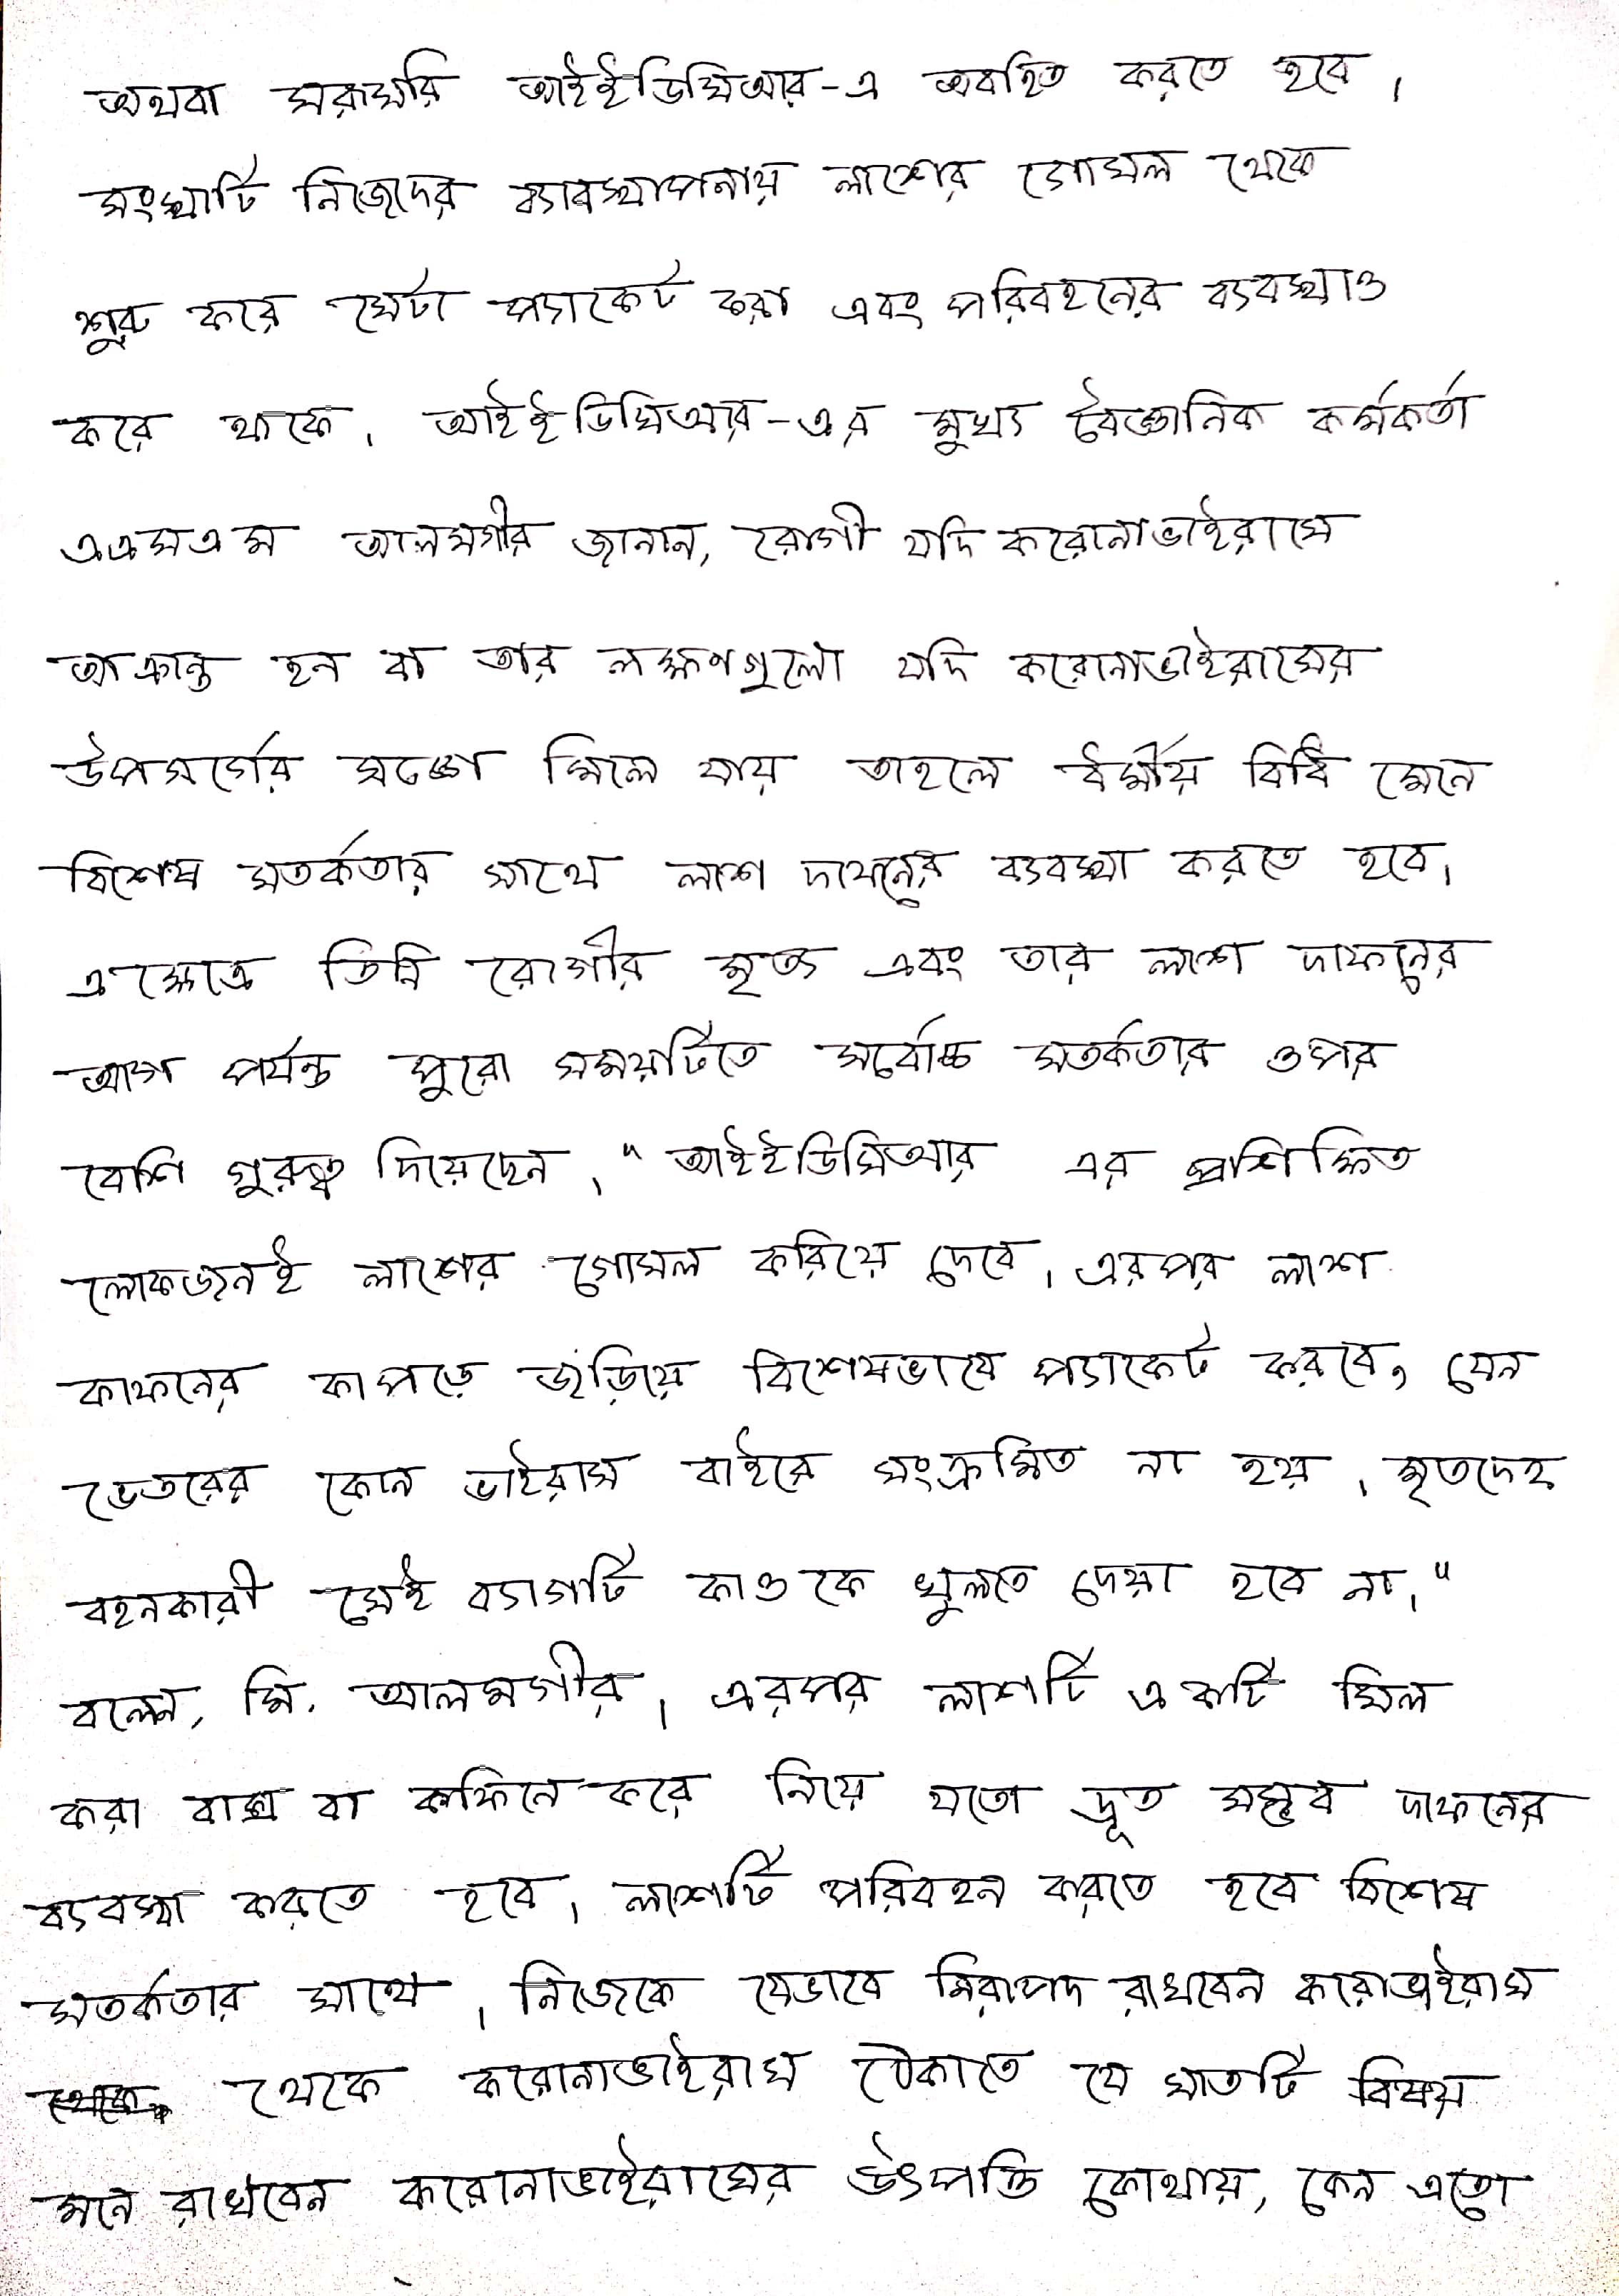 অথবা সরাসরি আইইডিসিআর-এ অবহিত করতে হবে।
সংস্থাটি নিজেদের ব্যাবস্থাপনায় লাশের গোসল থেকে
শুরু করে সেটা প্যাকেট করা এবং পরিবহনের ব্যবস্থাও
করে থাকে। আইইডিসিআর-এর মুখ্য বৈজ্ঞানিক কর্মকর্তা
এএসএম আলমগীর জানান, রোগী যদি করোনাভাইরাসে
আক্রান্ত হন বা তার লক্ষণগুলো যদি করোনাভাইরাসের
উপসর্গের সঙ্গে মিলে যায় তাহলে ধর্মীয় বিধি মেনে
বিশেষ সতর্কতার সাথে লাশ দাফনের ব্যবস্থা করতে হবে।
এক্ষেত্রে তিনি রোগীর মৃত্য এবং তার লাশ দাফনের
আগ পর্যন্ত পুরো সময়টিতে সর্বোচ্চ সতর্কতার ওপর
বেশি গুরুত্ব দিয়েছেন। "আইইডিসিআর এর প্রশিক্ষিত
লোকজনই লাশের গোসল করিয়ে দেবে। এরপর লাশ
কাফনের কাপড়ে জড়িয়ে বিশেষভাবে প্যাকেট করবে, যেন
ভেতরের কোন ভাইরাস বাইরে সংক্রমিত না হয়। মৃতদেহ
বহনকারী সেই ব্যাগটি কাওকে খুলতে দেয়া হবে না।"
বলেন, মি. আলমগীর। এরপর লাশটি একটি সিল
করা বাক্স বা কফিনে করে নিয়ে যতো দ্রূত সম্ভব দাফনের
ব্যবস্থা করতে হবে। লাশটি পরিবহন করতে হবে বিশেষ
সতর্কতার সাথে। নিজেকে যেভাবে নিরাপদ রাখবেন করোভাইরাস
থেকে করোনাভাইরাস ঠেকাতে যে সাতটি বিষয়
মনে রাখবেন করোনাভাইরাসের উৎপত্তি কোথায়, কেন এতো